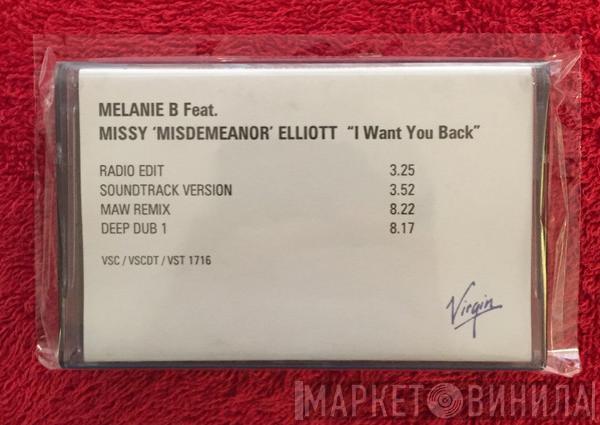 MELANIE B Feat.
MISSY 'MISDEMEANOR' ELLIOTT "I Want You Back"
RADIO EDIT 3.25
SOUNDTRACK VERSION 3.52
MAW REMIX 8.22
DEEP DUB 1 8.17
VSC / VSCDT / VST 1716
Virgin
МАРКЕТ ВИНИЛА